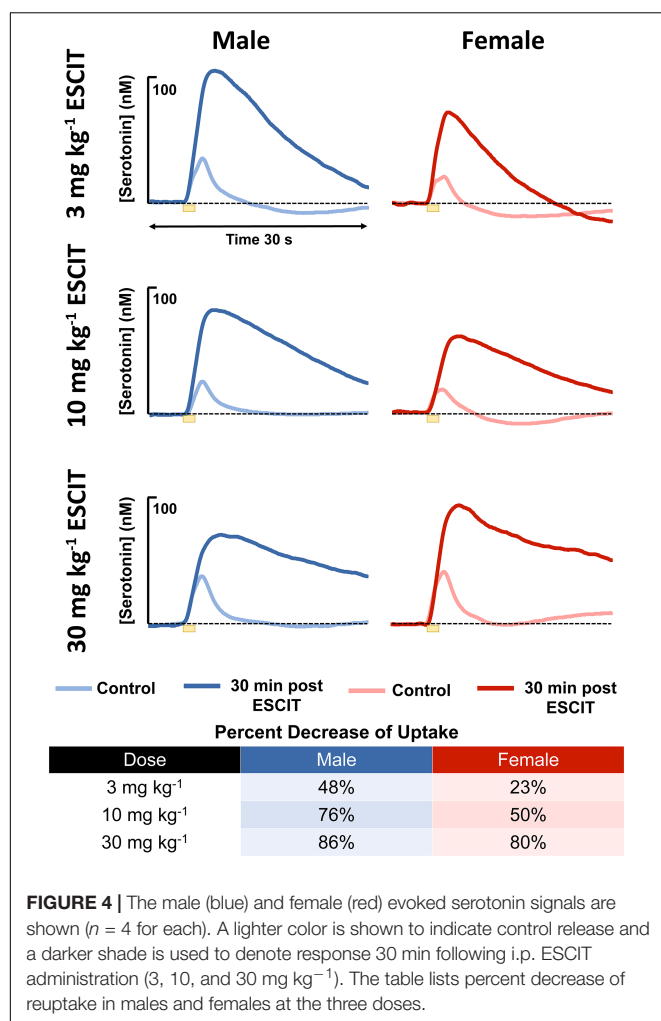 Male Female
3 mg kg⁻¹ ESCIT
100
[Serotonin] (nM)
Time 30 s
10 mg kg⁻¹ ESCIT
100
[Serotonin] (nM)
30 mg kg⁻¹ ESCIT
100
[Serotonin] (nM)
Control 30 min post ESCIT Control 30 min post ESCIT
Percent Decrease of Uptake
Dose Male Female
3 mg kg⁻¹ 48% 23%
10 mg kg⁻¹ 76% 50%
30 mg kg⁻¹ 86% 80%
FIGURE 4 | The male (blue) and female (red) evoked serotonin signals are
shown (n = 4 for each). A lighter color is shown to indicate control release and
a darker shade is used to denote response 30 min following i.p. ESCIT
administration (3, 10, and 30 mg kg⁻¹). The table lists percent decrease of
reuptake in males and females at the three doses.